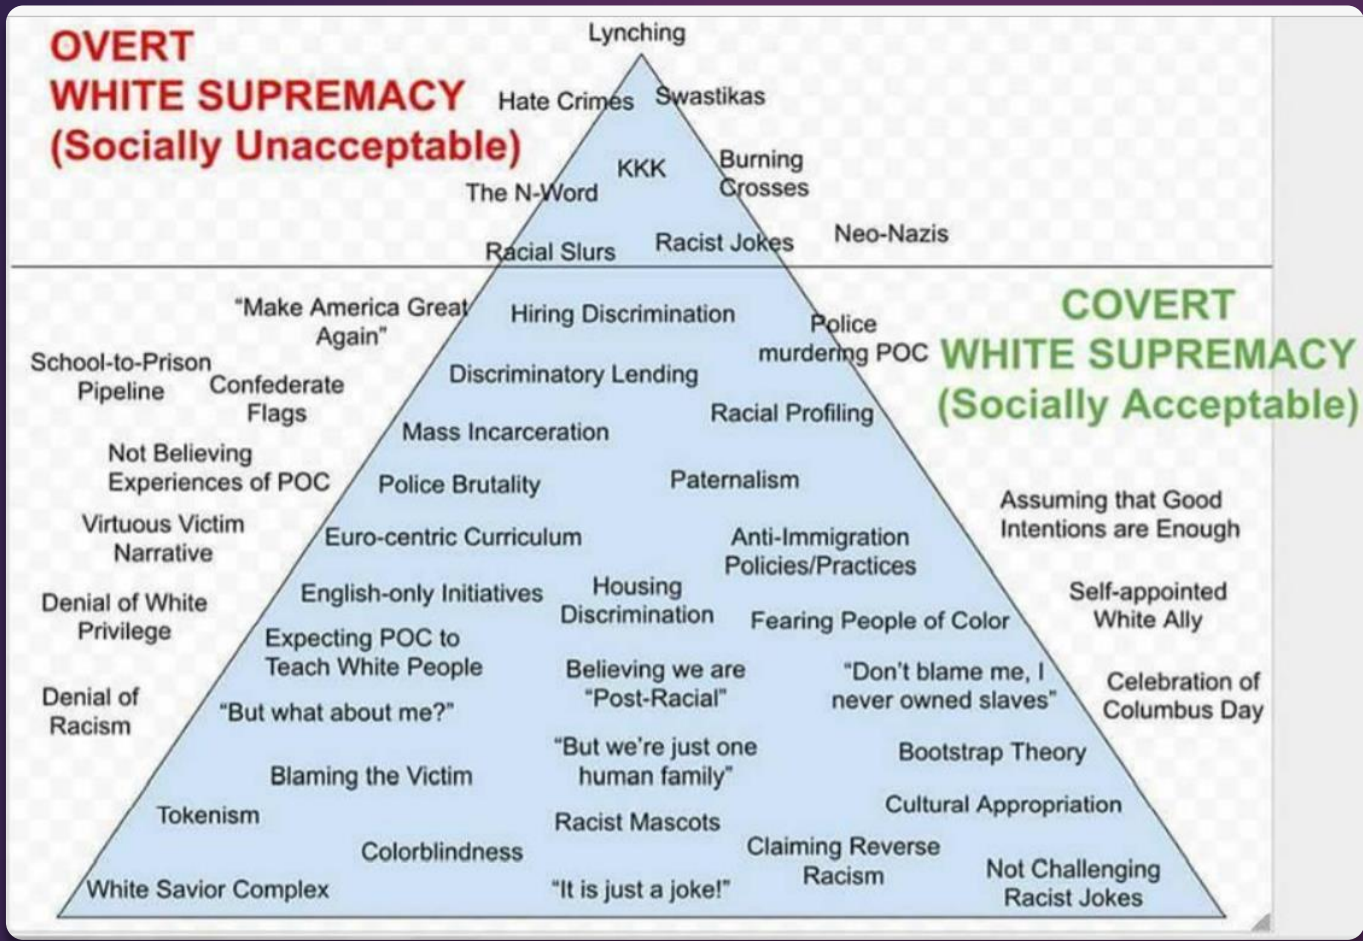 OVERT
WHITE SUPREMACY
(Socially Unacceptable)
Lynching
Hate Crimes
Swastikas
KKK
Burning
Crosses
The N-Word
Racial Slurs
Racist Jokes
Neo-Nazis
COVERT
WHITE SUPREMACY
(Socially Acceptable)
"Make America Great
Again"
Hiring Discrimination
Police
murdering POC
School-to-Prison
Pipeline
Confederate
Flags
Discriminatory Lending
Racial Profiling
Mass Incarceration
Not Believing
Experiences of POC
Police Brutality
Paternalism
Assuming that Good
Intentions are Enough
Virtuous Victim
Narrative
Euro-centric Curriculum
Anti-Immigration
Policies/Practices
English-only Initiatives
Housing
Discrimination
Self-appointed
White Ally
Denial of White
Privilege
Fearing People of Color
Expecting POC to
Teach White People
Believing we are
"Post-Racial"
"Don't blame me, I
never owned slaves"
Celebration of
Columbus Day
Denial of
Racism
"But what about me?"
"But we're just one
human family"
Bootstrap Theory
Blaming the Victim
Tokenism
Racist Mascots
Cultural Appropriation
Colorblindness
Claiming Reverse
Racism
Not Challenging
Racist Jokes
White Savior Complex
"It is just a joke!"